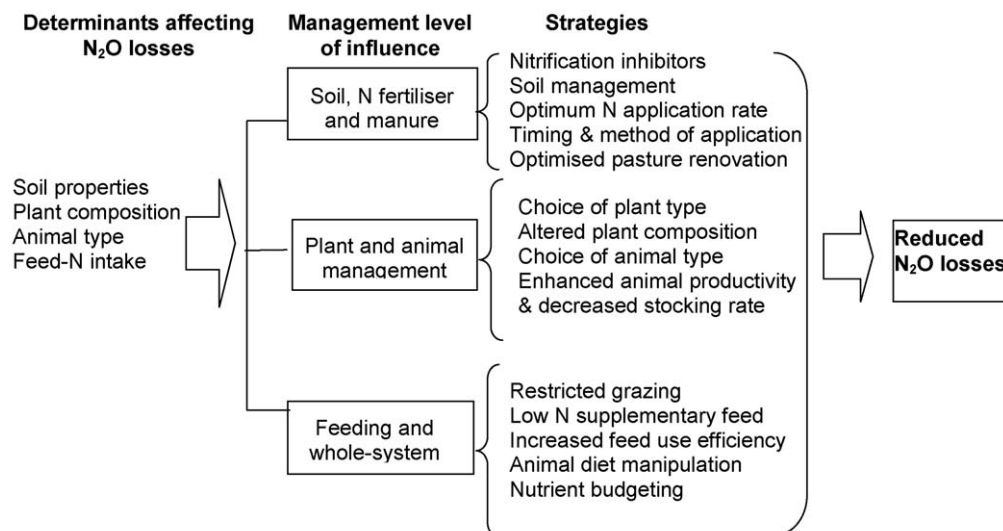 Determinants affecting
N₂O losses
Management level
of influence
Strategies
Soil properties
Plant composition
Animal type
Feed-N intake
Soil, N fertiliser
and manure
Nitrification inhibitors
Soil management
Optimum N application rate
Timing & method of application
Optimised pasture renovation
Plant and animal
management
Choice of plant type
Altered plant composition
Choice of animal type
Enhanced animal productivity
& decreased stocking rate
Feeding and
whole-system
Restricted grazing
Low N supplementary feed
Increased feed use efficiency
Animal diet manipulation
Nutrient budgeting
Reduced
N₂O losses